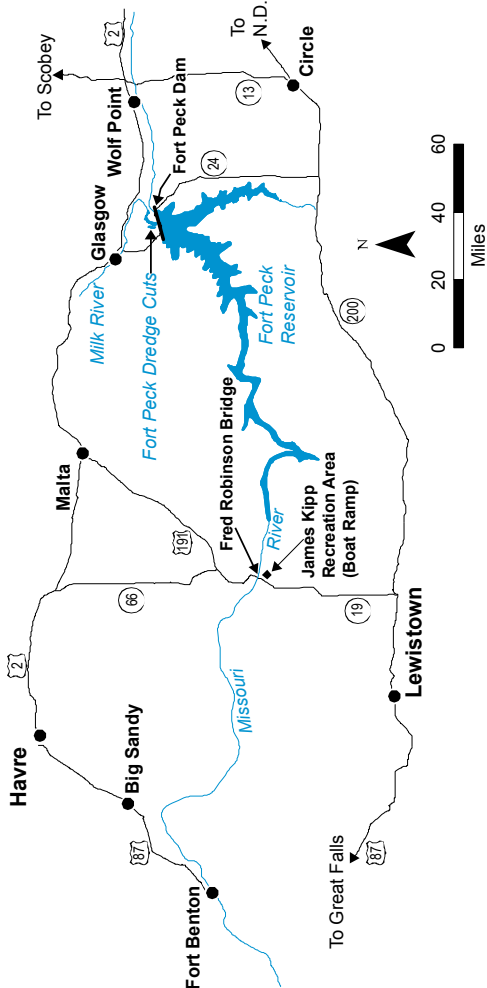 Havre
2
Big Sandy
87
Fort Benton
Malta
66
191
Milk River
Glasgow
Wolf Point
2
To Scobey
Fort Peck Dam
Fort Peck Dredge Cuts
13
To
N.D.
Circle
24
Fort Peck
Reservoir
Fred Robinson Bridge
River
James Kipp
Recreation Area
(Boat Ramp)
Missouri
19
200
Lewistown
To Great Falls
87
N
0
20
40
60
Miles